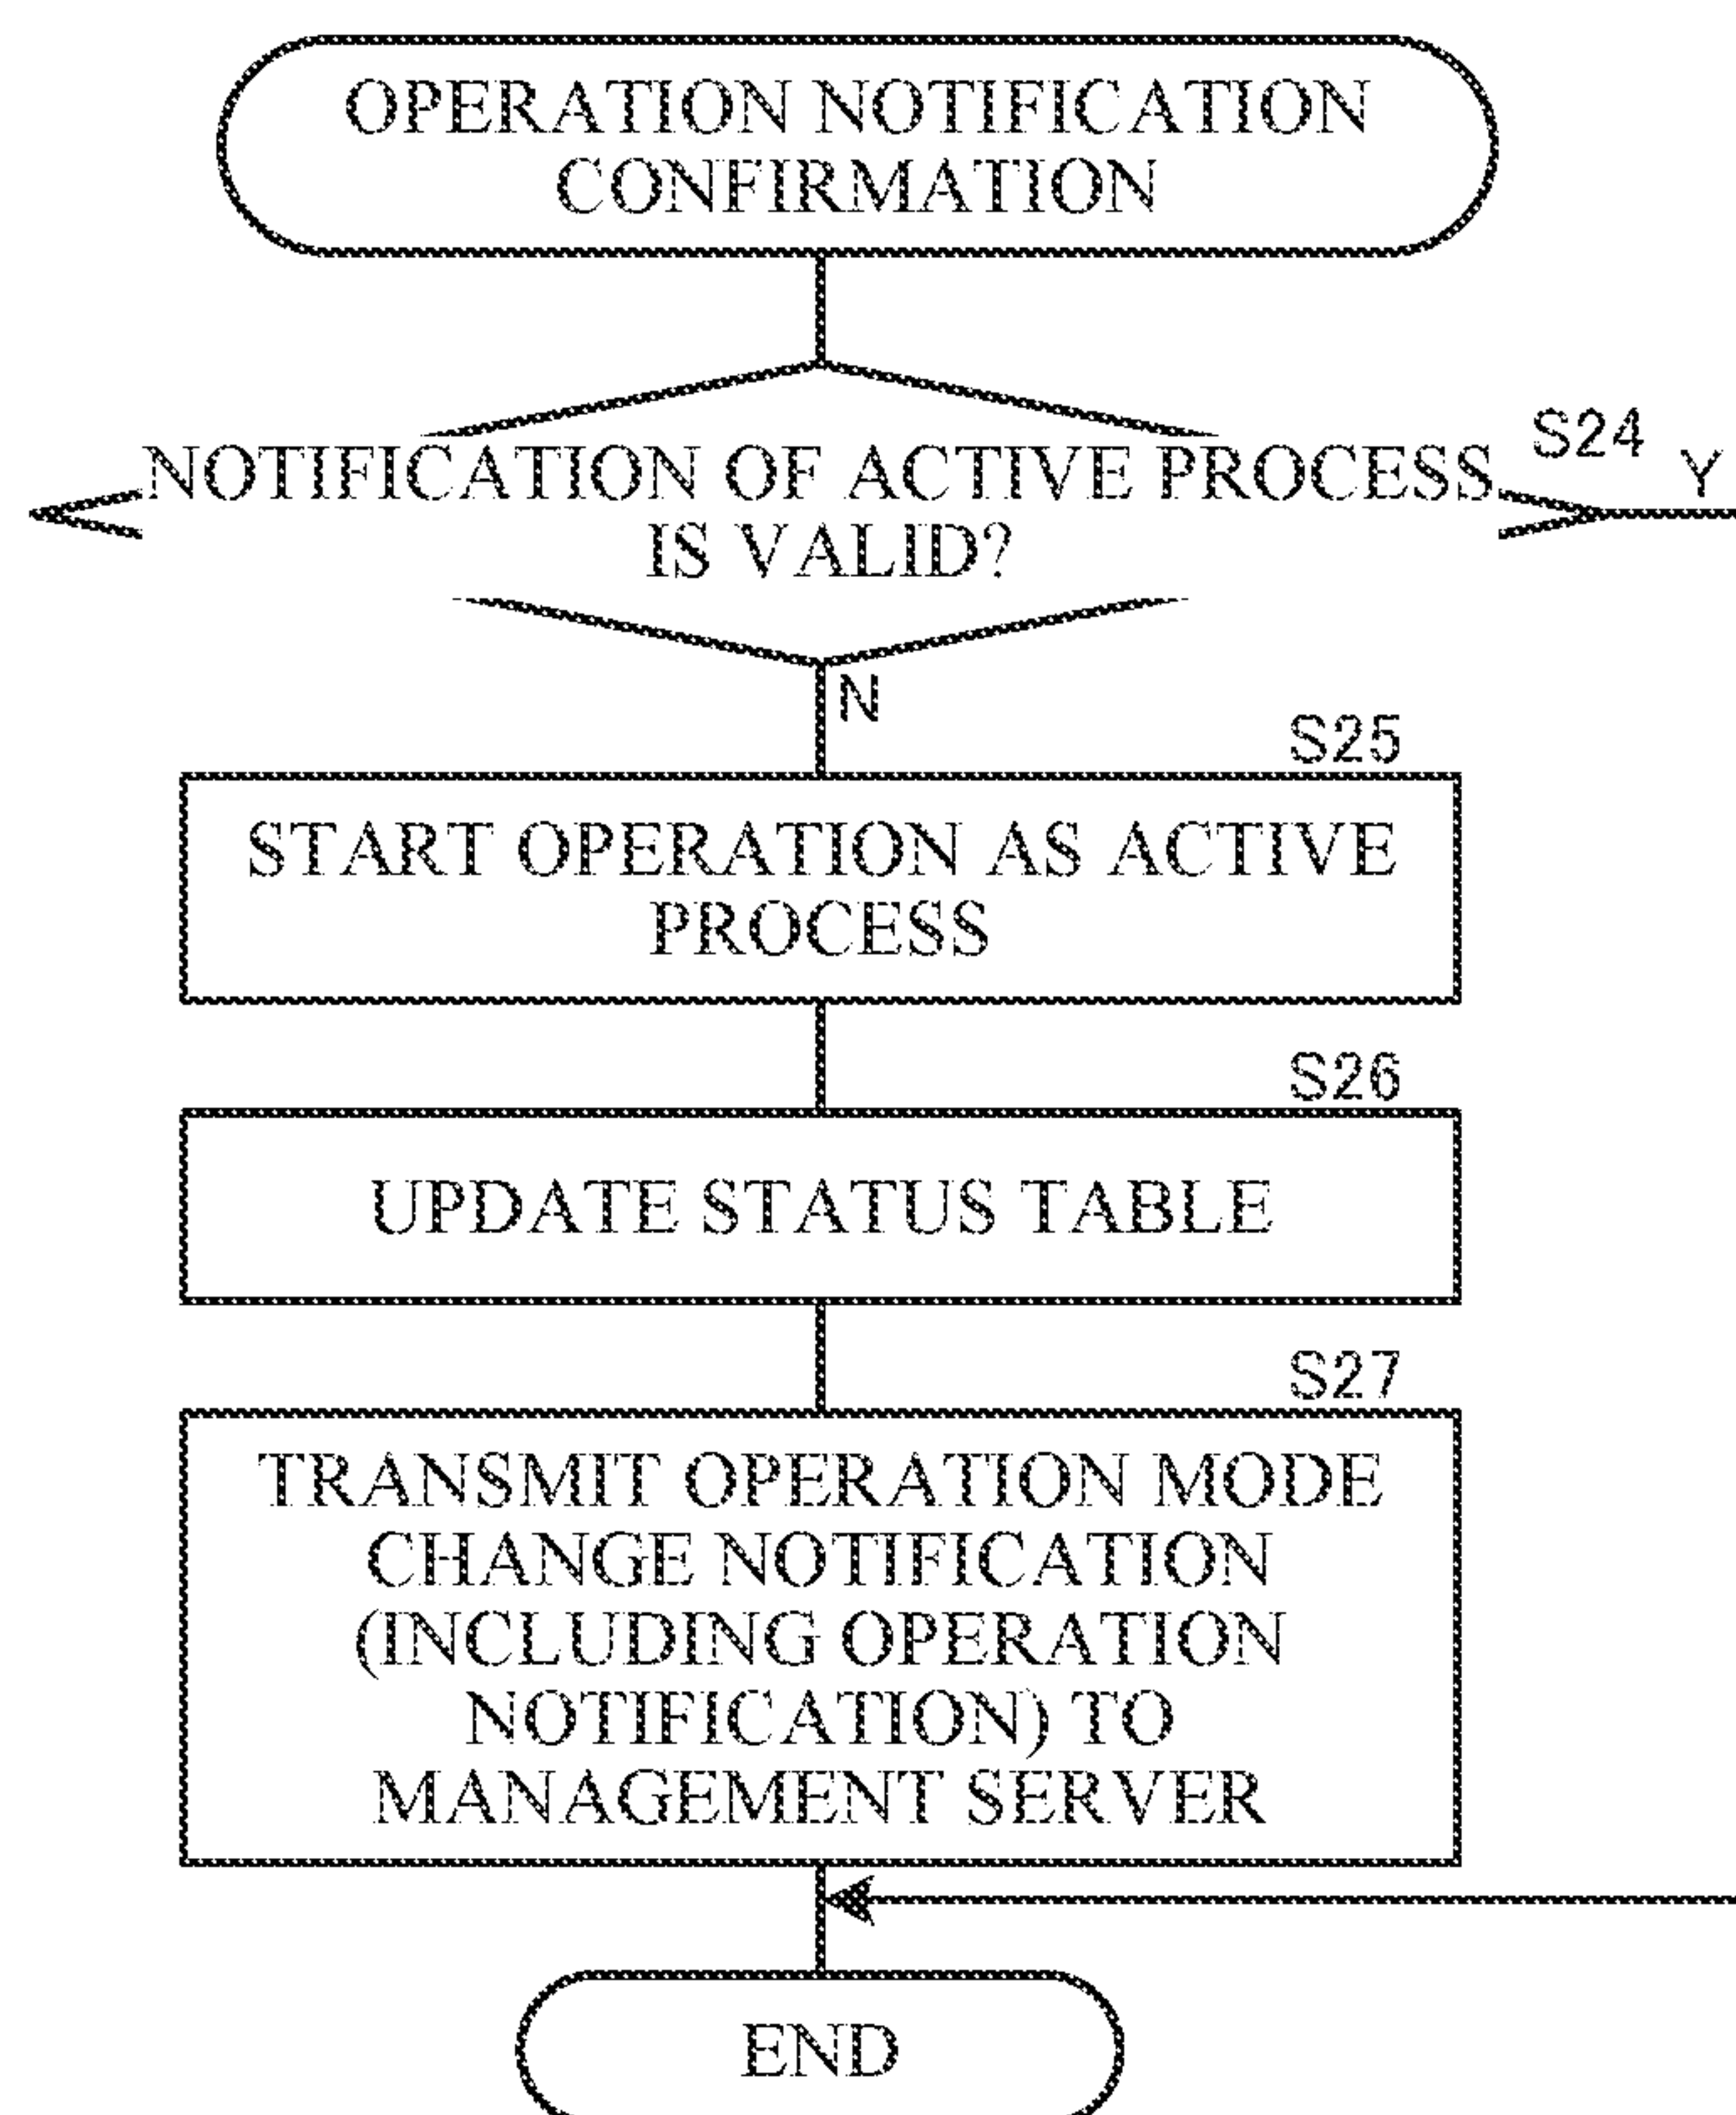 OPERATION NOTIFICATION
CONFIRMATION
S24
Y
NOTIFICATION OF ACTIVE PROCESS
IS VALID?
N
S25
START OPERATION AS ACTIVE
PROCESS
S26
UPDATE STATUS TABLE
S27
TRANSMIT OPERATION MODE
CHANGE NOTIFICATION
(INCLUDING OPERATION
NOTIFICATION) TO
MANAGEMENT SERVER
END